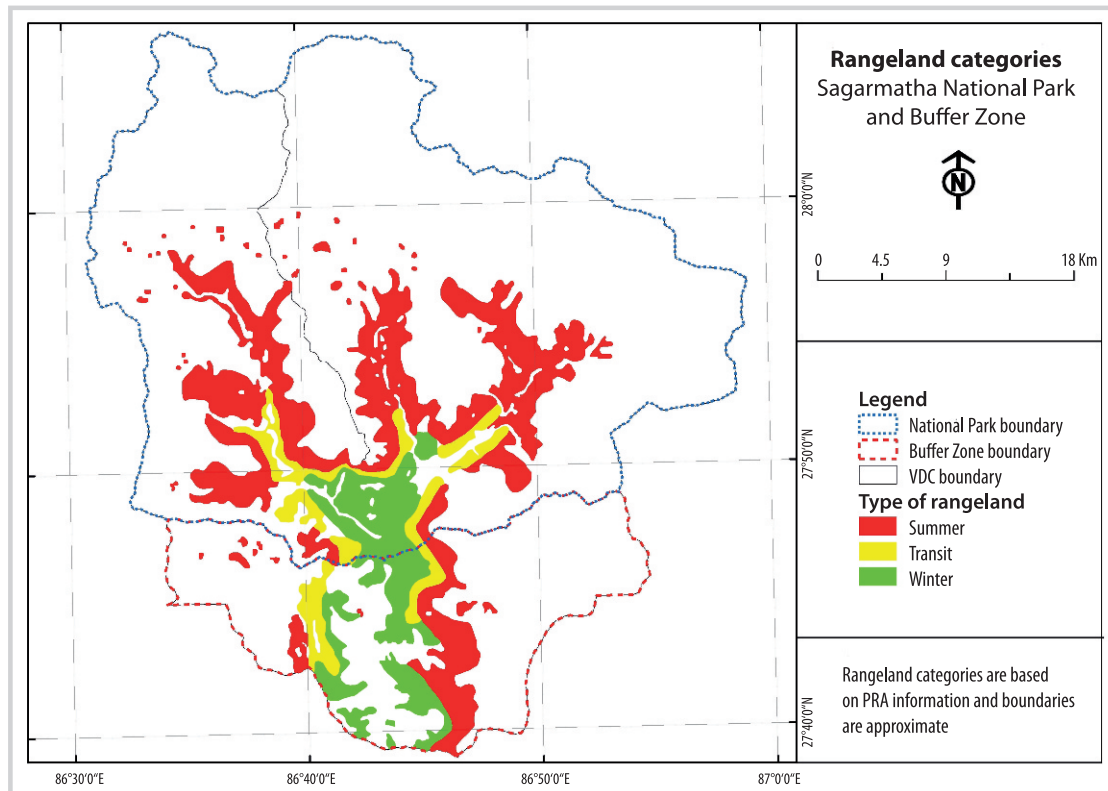 Rangeland categories
Sagarmatha National Park
and Buffer Zone
N
0 4.5 9 18 Km
28°0'0"N
27°50'0"N
27°40'0"N
Legend
National Park boundary
Buffer Zone boundary
VDC boundary
Type of rangeland
Summer
Transit
Winter
Rangeland categories are based
on PRA information and boundaries
are approximate
86°30'0"E 86°40'0"E 86°50'0"E 87°0'0"E